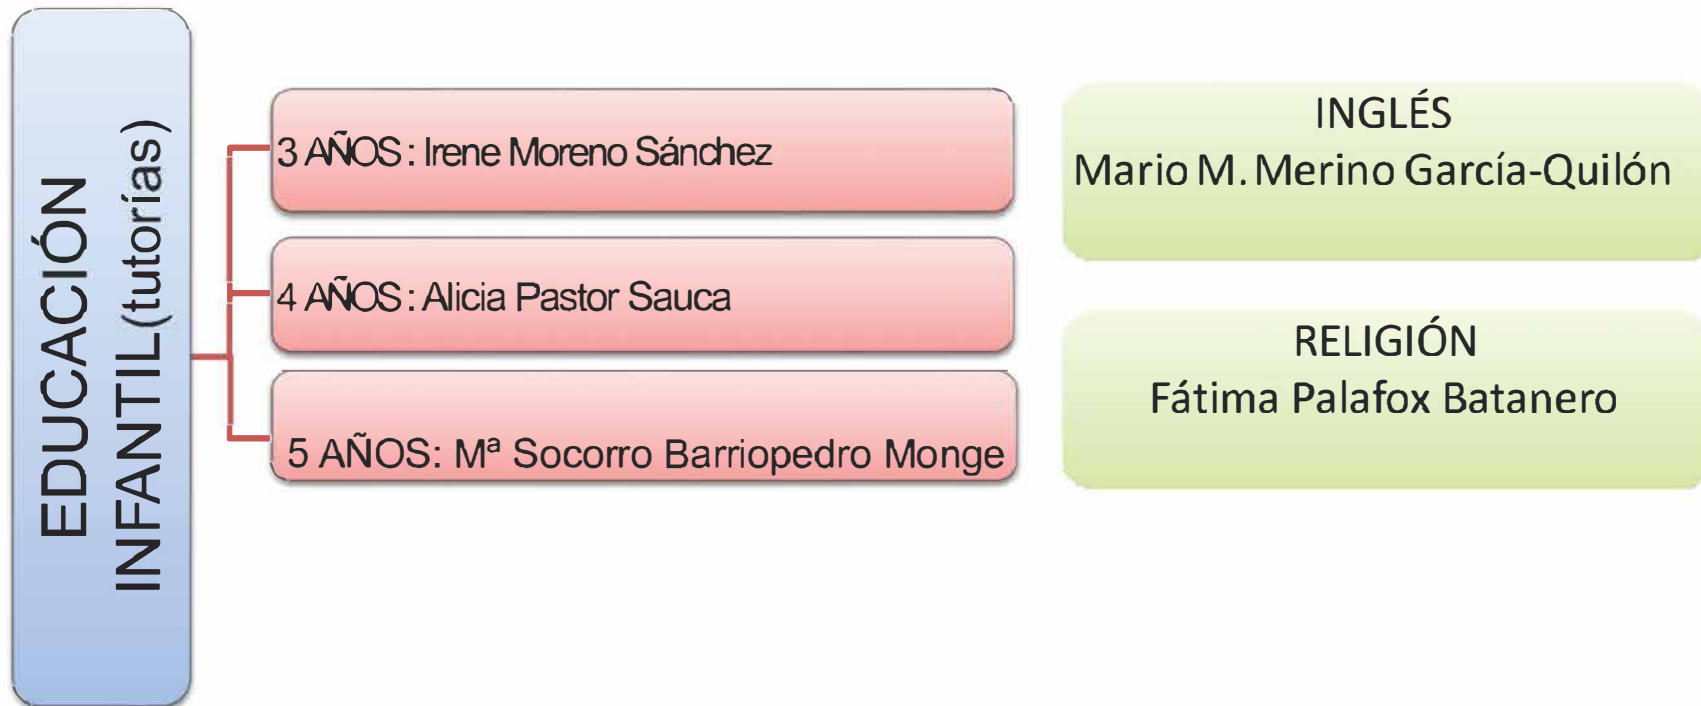 EDUCACIÓN
INFANTIL(tutorías)
3 AÑOS: Irene Moreno Sánchez
4 AÑOS: Alicia Pastor Sauca
5 AÑOS: Mª Socorro Barriopedro Monge
INGLÉS
Mario M. Merino García-Quilón
RELIGIÓN
Fátima Palafox Batanero